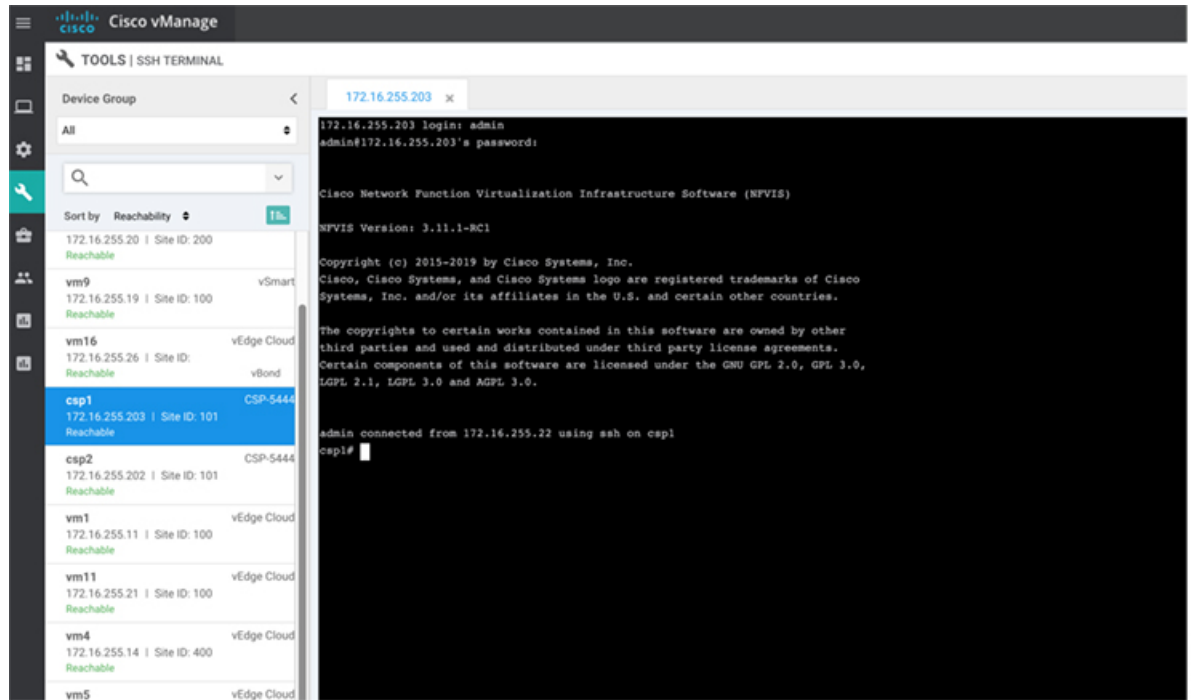 cisco Cisco vManage
TOOLS | SSH TERMINAL
Device Group
All
Sort by Reachability
172.16.255.20 | Site ID: 200
Reachable
vm9 vSmart
172.16.255.19 | Site ID: 100
Reachable
vm16 vEdge Cloud
172.16.255.26 | Site ID:
Reachable vBond
csp1 CSP-5444
172.16.255.203 | Site ID: 101
Reachable
csp2 CSP-5444
172.16.255.202 | Site ID: 101
Reachable
vm1 vEdge Cloud
172.16.255.11 | Site ID: 100
Reachable
vm11 vEdge Cloud
172.16.255.21 | Site ID: 100
Reachable
vm4 vEdge Cloud
172.16.255.14 | Site ID: 400
Reachable
vm5 vEdge Cloud
172.16.255.203 x
172.16.255.203 login: admin
admin@172.16.255.203's password:
Cisco Network Function Virtualization Infrastructure Software (NFVIS)
NFVIS Version: 3.11.1-RC1
Copyright (c) 2015-2019 by Cisco Systems, Inc.
Cisco, Cisco Systems, and Cisco Systems logo are registered trademarks of Cisco
Systems, Inc. and/or its affiliates in the U.S. and certain other countries.
The copyrights to certain works contained in this software are owned by other
third parties and used and distributed under third party license agreements.
Certain components of this software are licensed under the GNU GPL 2.0, GPL 3.0,
LGPL 2.1, LGPL 3.0 and AGPL 3.0.
admin connected from 172.16.255.22 using ssh on csp1
csp1#